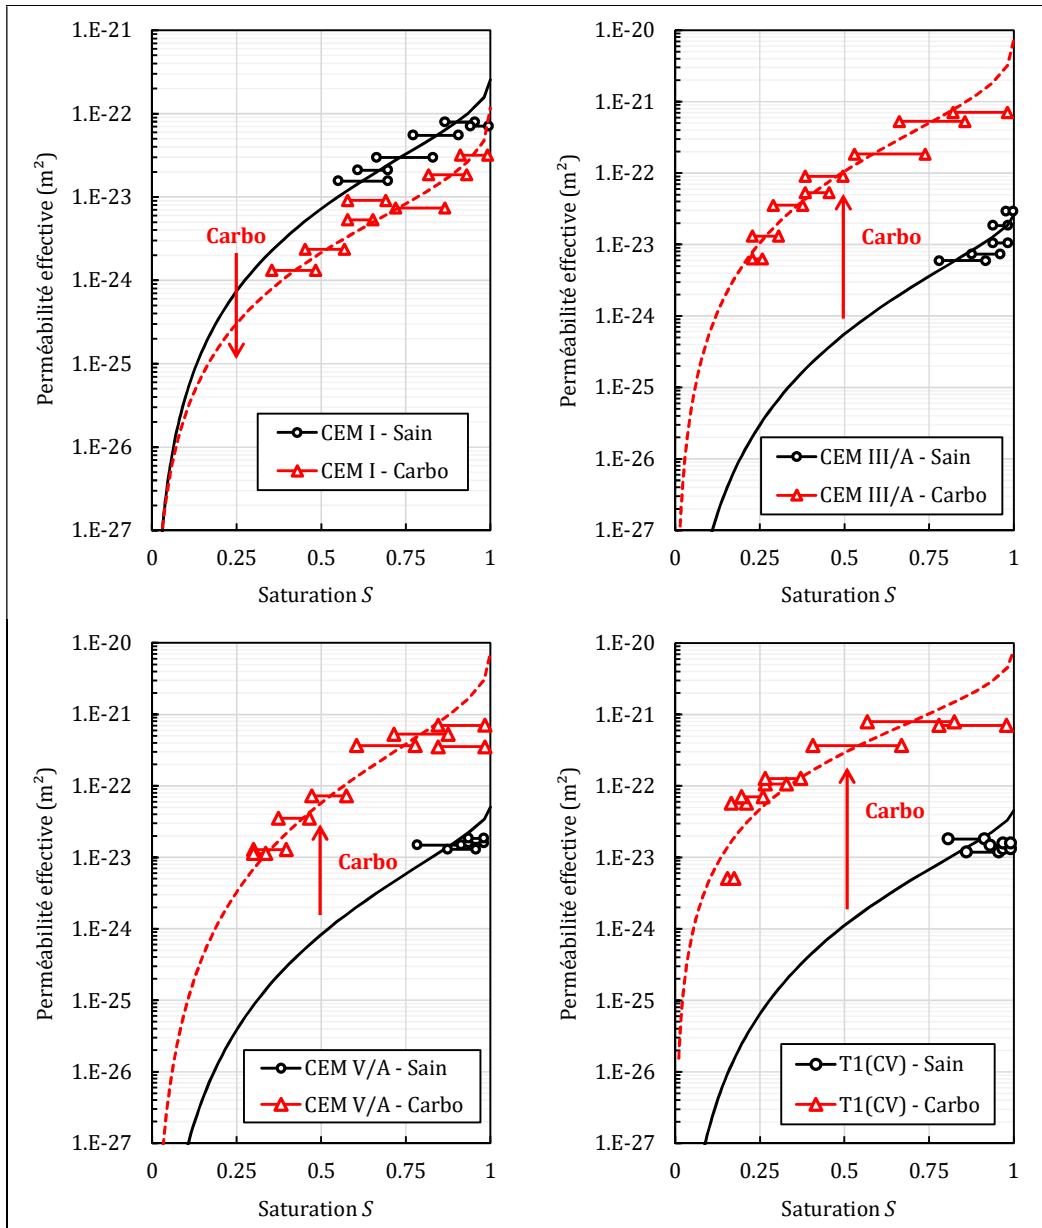 1.E-21
1.E-22
1.E-23
1.E-24
1.E-25
1.E-26
1.E-27
Perméabilité effective (m²)
Carbo
CEM I - Sain
CEM I - Carbo
0 0.25 0.5 0.75 1
Saturation S
1.E-20
1.E-21
1.E-22
1.E-23
1.E-24
1.E-25
1.E-26
1.E-27
Perméabilité effective (m²)
Carbo
CEM III/A - Sain
CEM III/A - Carbo
0 0.25 0.5 0.75 1
Saturation S
1.E-20
1.E-21
1.E-22
1.E-23
1.E-24
1.E-25
1.E-26
1.E-27
Perméabilité effective (m²)
Carbo
CEM V/A - Sain
CEM V/A - Carbo
0 0.25 0.5 0.75 1
Saturation S
1.E-20
1.E-21
1.E-22
1.E-23
1.E-24
1.E-25
1.E-26
1.E-27
Perméabilité effective (m²)
Carbo
T1(CV) - Sain
T1(CV) - Carbo
0 0.25 0.5 0.75 1
Saturation S